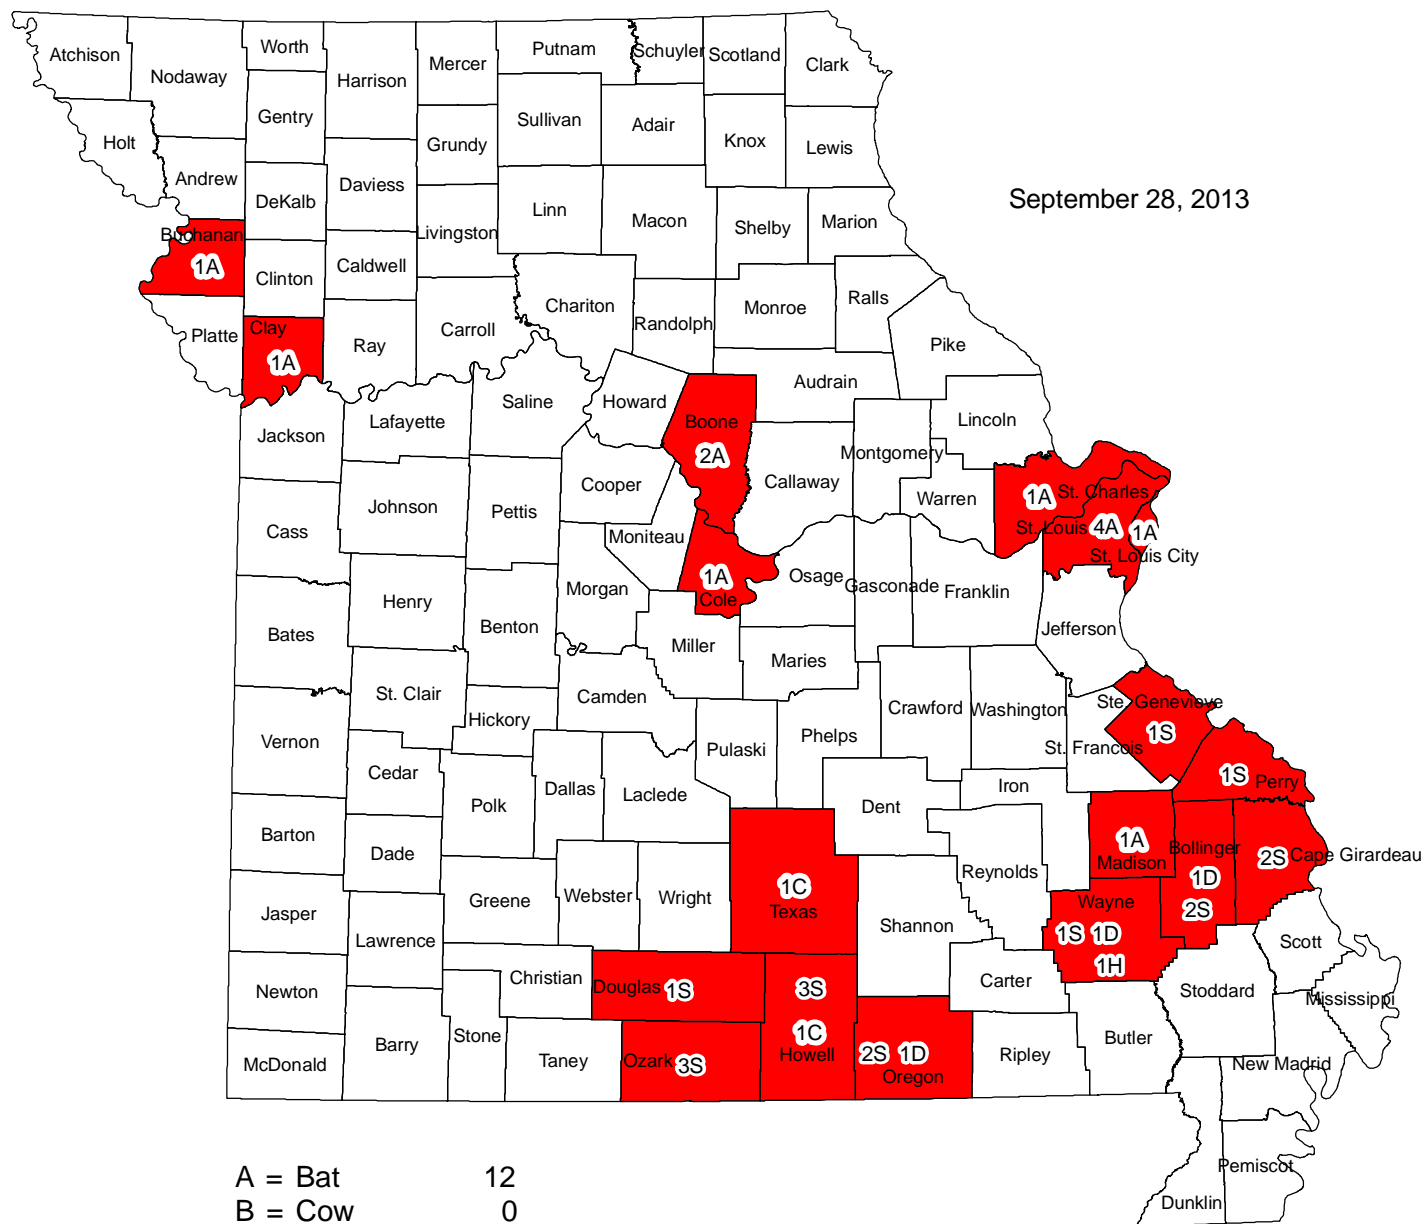 Atchison
Nodaway
Worth
Harrison
Mercer
Putnam
Schuyler
Scotland
Clark
Gentry
Sullivan
Adair
Knox
Lewis
Holt
Grundy
Andrew
DeKalb
Daviess
September 28, 2013
Linn
Macon
Shelby
Marion
Livingston
Buchanan
1A
Clinton
Caldwell
Chariton
Monroe
Ralls
Platte
Clay
1A
Ray
Carroll
Randolph
Pike
Audrain
Saline
Howard
Boone
2A
Lincoln
Jackson
Lafayette
Montgomery
Cooper
Callaway
Warren
1A
St. Charles
Johnson
Pettis
Cass
Moniteau
St. Louis
4A
1A
St. Louis City
1A
Cole
Osage
Gasconade
Franklin
Henry
Morgan
Bates
Benton
Miller
Maries
Jefferson
St. Clair
Camden
Hickory
Crawford
Washington
Ste. Genevieve
1S
Vernon
Pulaski
Phelps
St. Francois
Cedar
Polk
Dallas
Laclede
Dent
Iron
1S
Perry
Barton
Dade
1A
Madison
Bollinger
1D
2S
2S
Cape Girardeau
Reynolds
Jasper
Greene
Webster
Wright
1C
Texas
Shannon
Wayne
1S
1D
1H
Lawrence
Scott
Christian
Douglas
1S
3S
1C
Howell
Carter
Stoddard
Mississippi
Newton
Barry
Stone
Taney
Ozark
3S
2S
1D
Oregon
Ripley
Butler
New Madrid
McDonald
Pemiscot
Dunklin
A = Bat 12
B = Cow 0